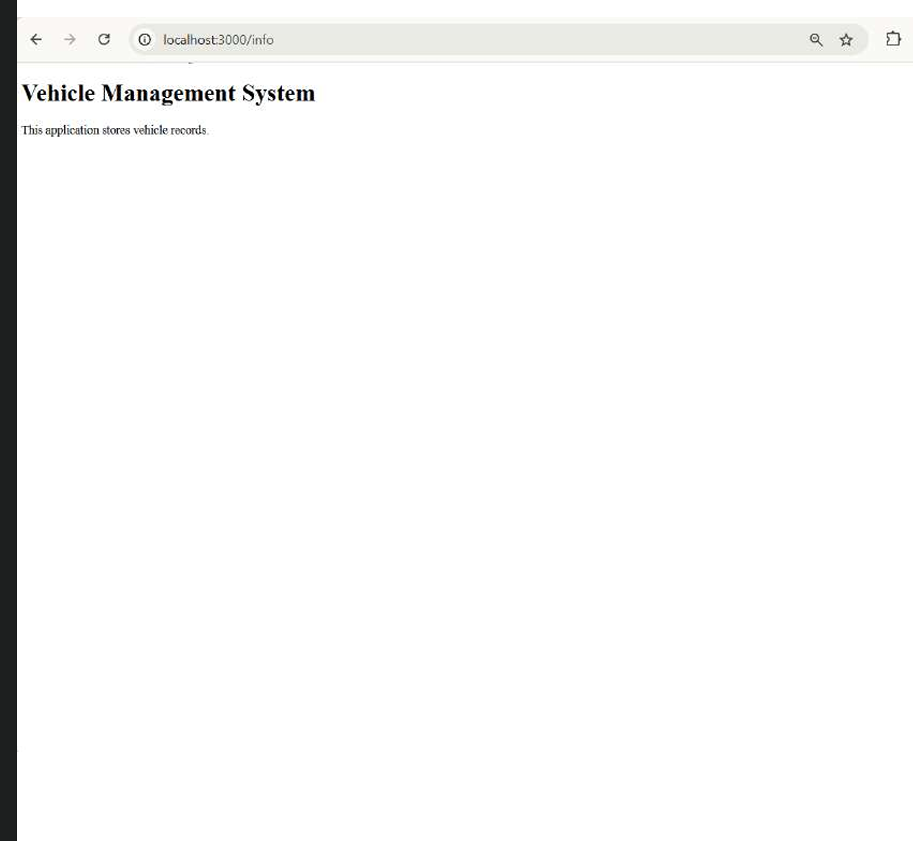 localhost:3000/info
Vehicle Management System
This application stores vehicle records.